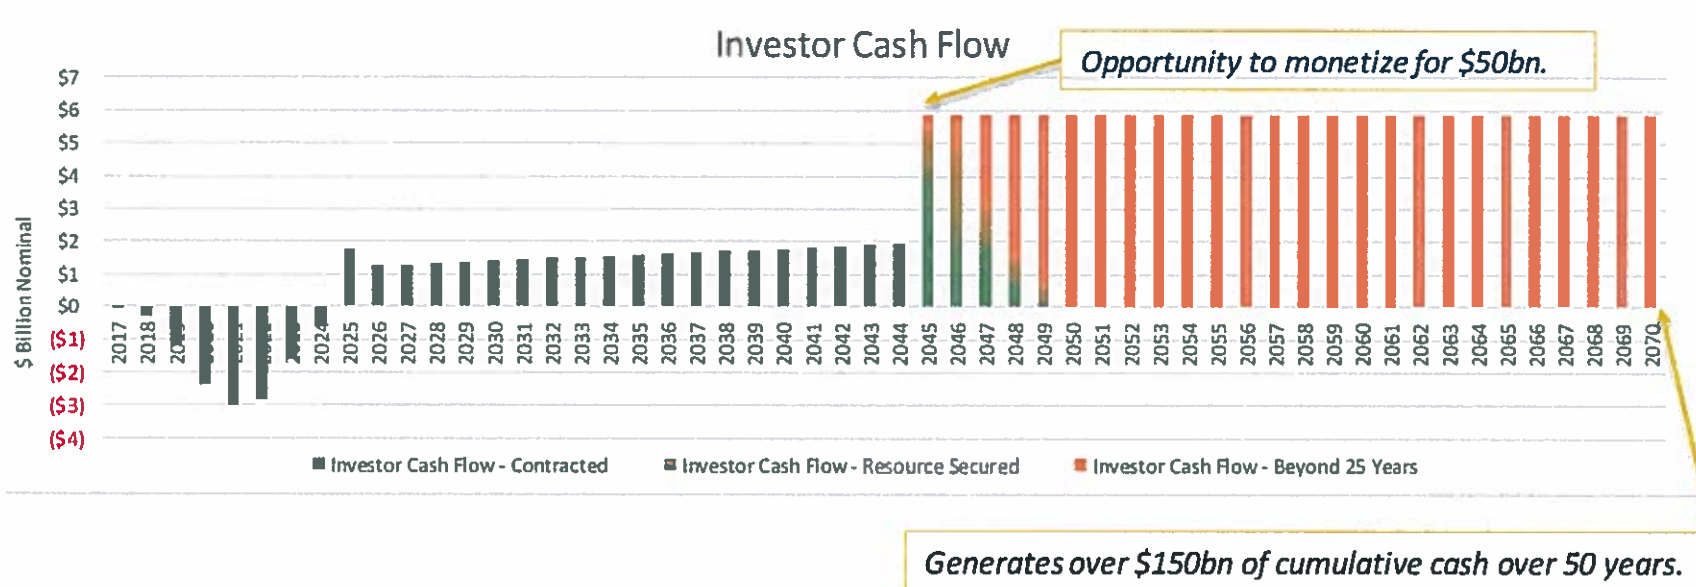 Investor Cash Flow
Opportunity to monetize for $50bn.
$ Billion Nominal
$7
$6
$5
$4
$3
$2
$1
$0
($1)
($2)
($3)
($4)
2017 2018 2024 2025 2026 2027 2028 2029 2030 2031 2032 2033 2034 2035 2036 2037 2038 2039 2040 2041 2042 2043 2044 2045 2046 2047 2048 2049 2050 2051 2052 2053 2054 2055 2056 2057 2058 2059 2060 2061 2062 2063 2064 2065 2066 2067 2068 2069 2070
Investor Cash Flow - Contracted Investor Cash Flow - Resource Secured Investor Cash Flow - Beyond 25 Years
Generates over $150bn of cumulative cash over 50 years.